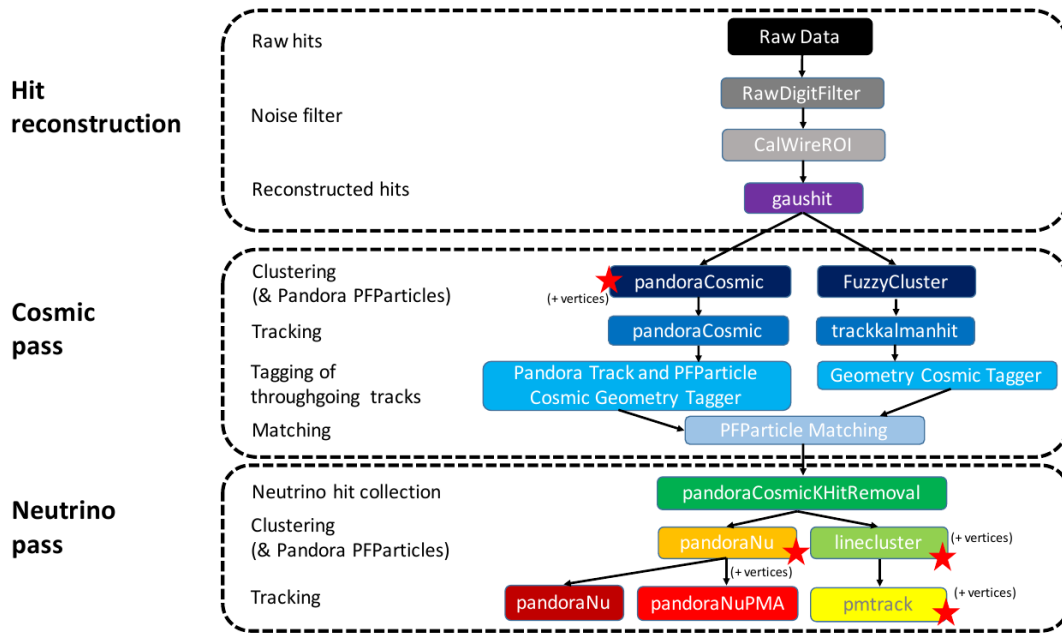 Hit
reconstruction
Raw hits
Raw Data
RawDigitFilter
Noise filter
CalWireROI
Reconstructed hits
gaushit
Cosmic
pass
Clustering
(& Pandora PFParticles)
(+ vertices)
pandoraCosmic
FuzzyCluster
Tracking
pandoraCosmic
trackkalmanhit
Tagging of
throughgoing tracks
Pandora Track and PFParticle
Cosmic Geometry Tagger
Geometry Cosmic Tagger
Matching
PFParticle Matching
Neutrino
pass
Neutrino hit collection
pandoraCosmicKHitRemoval
Clustering
(& Pandora PFParticles)
pandoraNu
linecluster
(+ vertices)
(+ vertices)
Tracking
pandoraNu
pandoraNuPMA
pmtrack
(+ vertices)